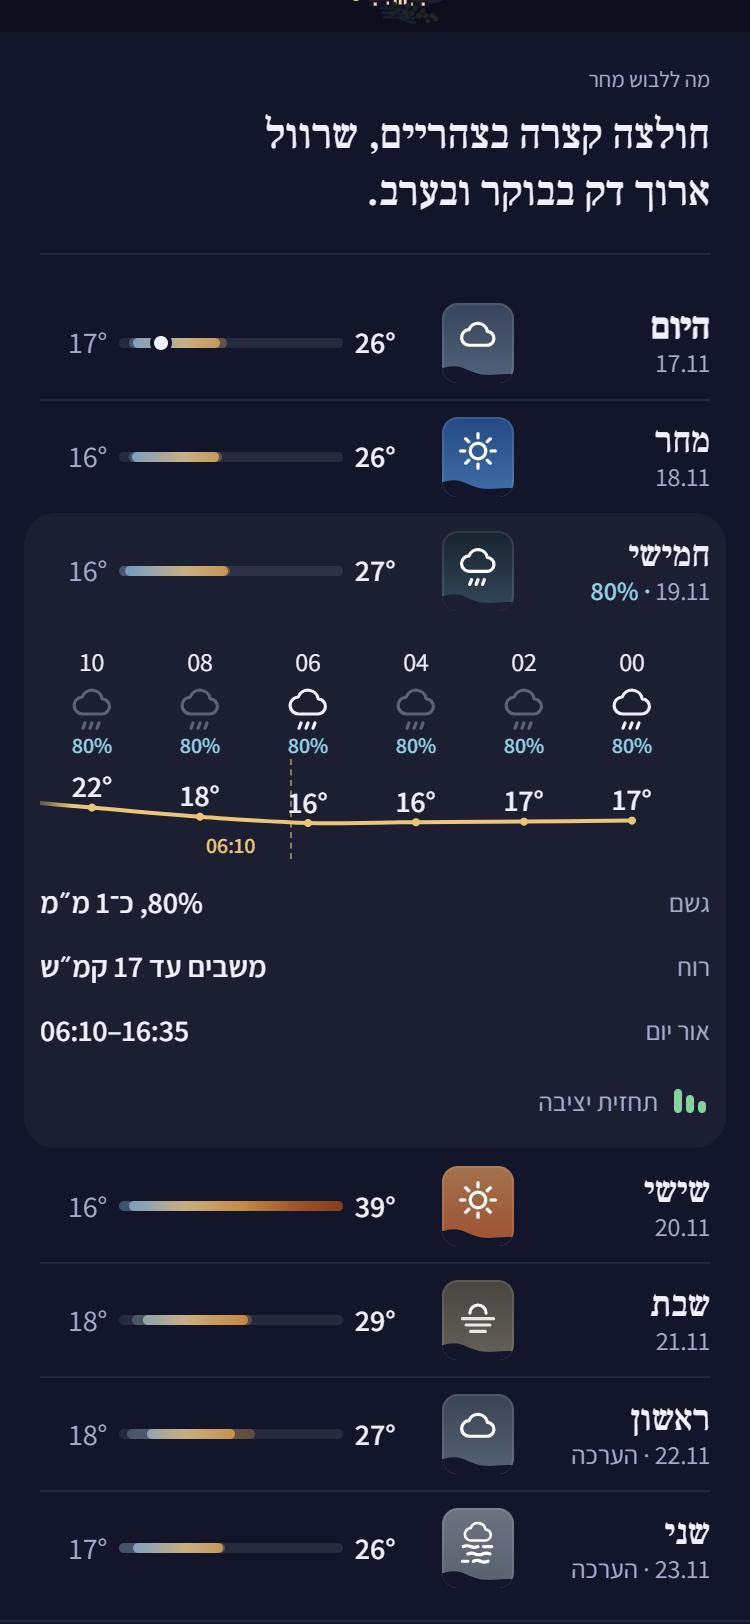 מה ללבוש מחר
חולצה קצרה בצהריים, שרוול
ארוך דק בבוקר ובערב.
היום
17.11
26°
17°
מחר
18.11
26°
16°
חמישי
19.11 · 80%
27°
16°
00 02 04 06 08 10
80% 80% 80% 80% 80% 80%
17° 17° 16° 16° 18° 22°
06:10
גשם
80%, כ־1 מ״מ
רוח
משבים עד 17 קמ״ש
אור יום
06:10–16:35
תחזית יציבה
שישי
20.11
39°
16°
שבת
21.11
29°
18°
ראשון
22.11 · הערכה
27°
18°
שני
23.11 · הערכה
26°
17°